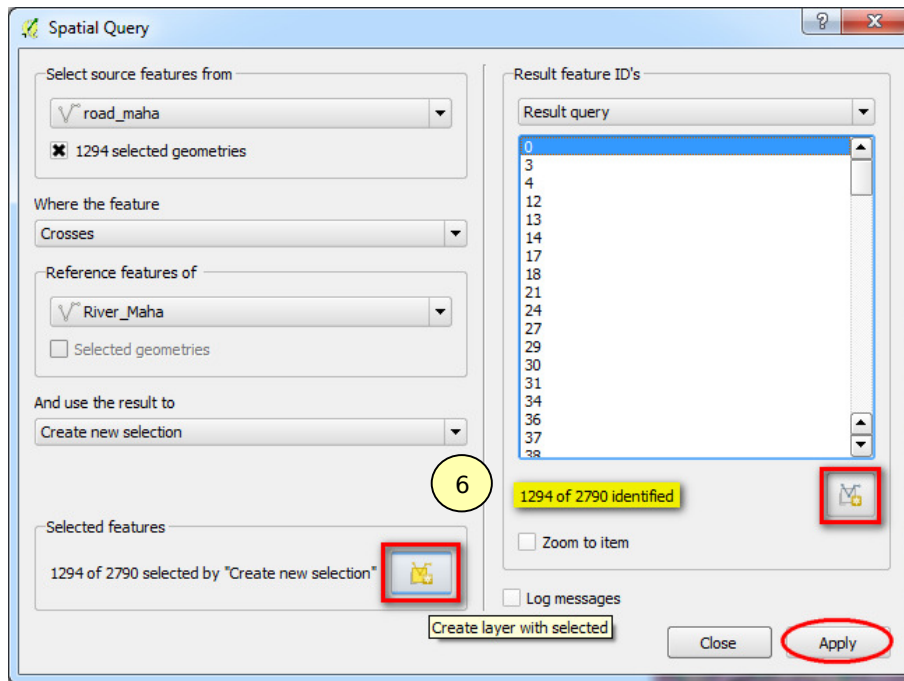 Spatial Query
?
X
Select source features from
road_maha
1294 selected geometries
Where the feature
Crosses
Reference features of
River_Maha
Selected geometries
And use the result to
Create new selection
Selected features
1294 of 2790 selected by "Create new selection"
Create layer with selected
6
Result feature ID's
Result query
0
3
4
12
13
14
17
18
21
24
27
29
30
31
34
36
37
38
1294 of 2790 identified
Zoom to item
Log messages
Close
Apply